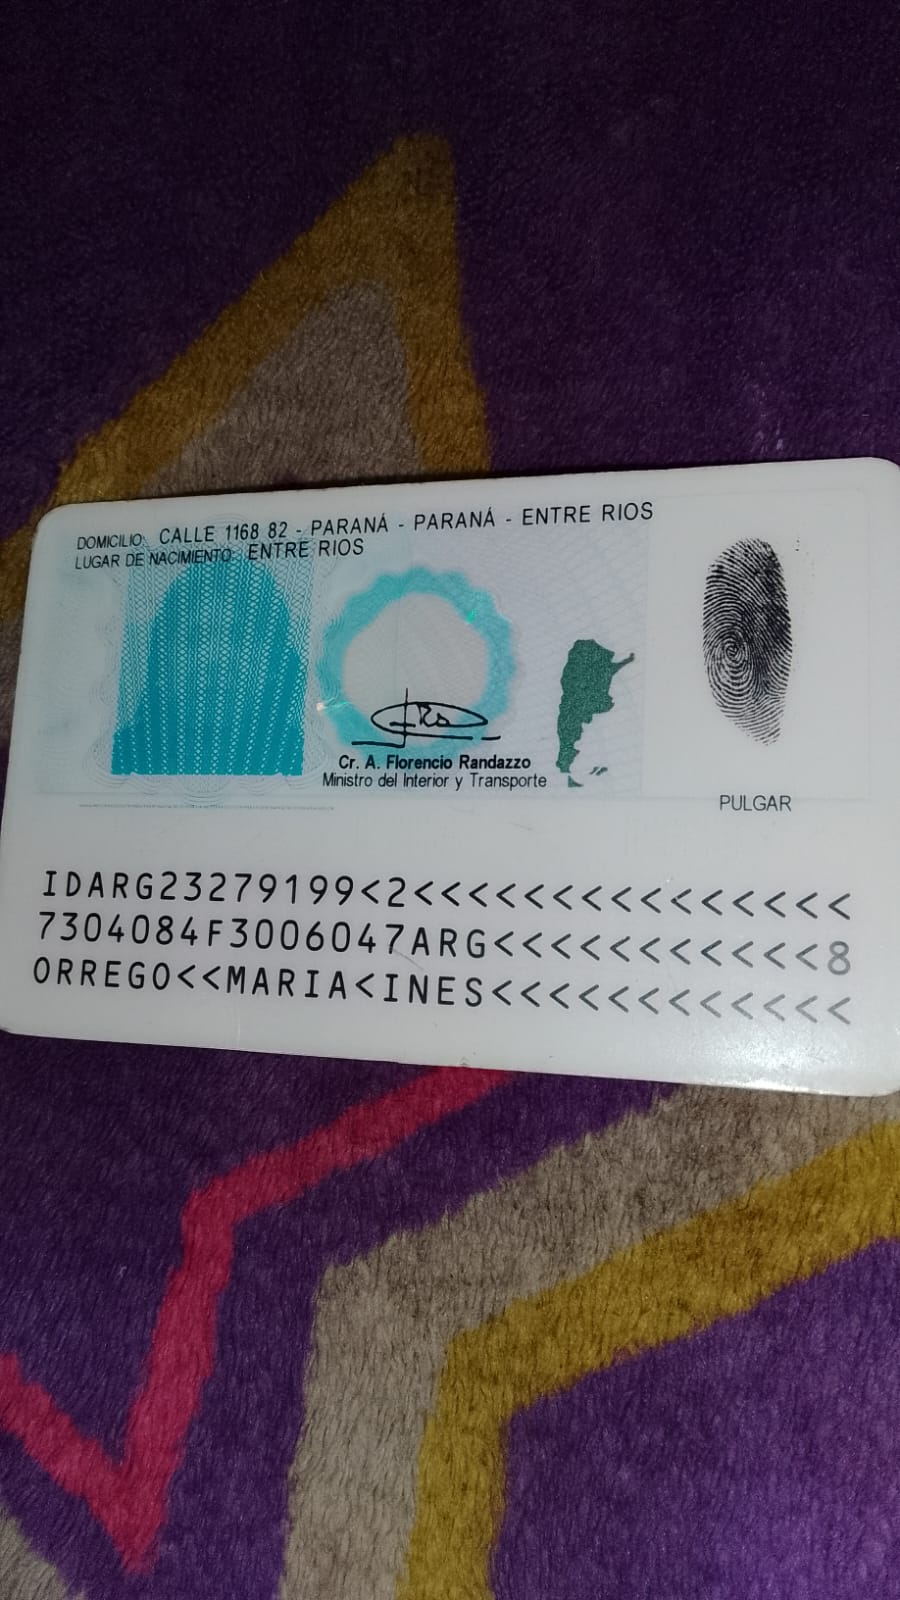 DOMICILIO: CALLE 1168 82 - PARANÁ - PARANÁ - ENTRE RIOS
LUGAR DE NACIMIENTO: ENTRE RIOS
Cr. A. Florencio Randazzo
Ministro del Interior y Transporte
PULGAR
IDARG23279199<2<<<<<<<<<<<<<<<
7304084F3006047ARG<<<<<<<<<<<8
ORREGO<<MARIA<INES<<<<<<<<<<<<